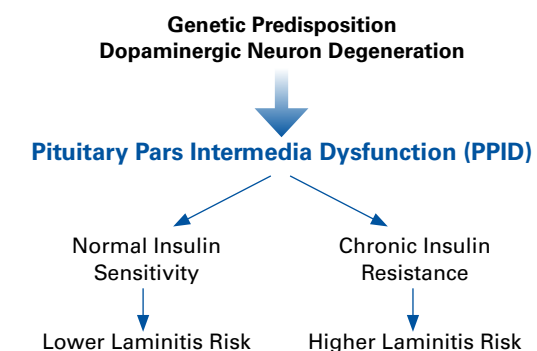 Genetic Predisposition
Dopaminergic Neuron Degeneration
Pituitary Pars Intermedia Dysfunction (PPID)
Normal Insulin
Sensitivity
Chronic Insulin
Resistance
Lower Laminitis Risk
Higher Laminitis Risk